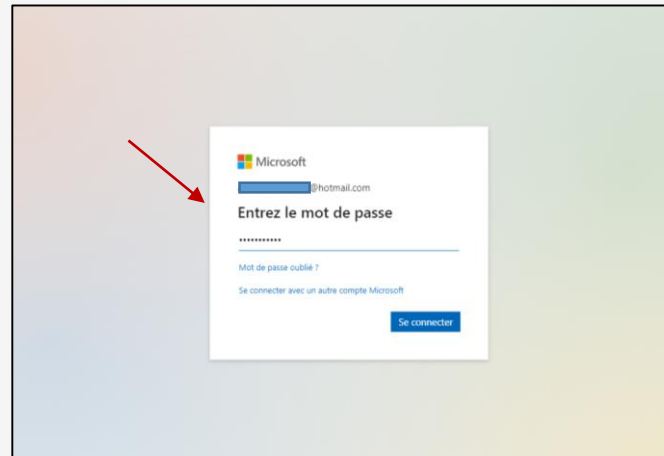 Microsoft
@hotmail.com
Entrez le mot de passe
•••••••••••
Mot de passe oublié ?
Se connecter avec un autre compte Microsoft
Se connecter